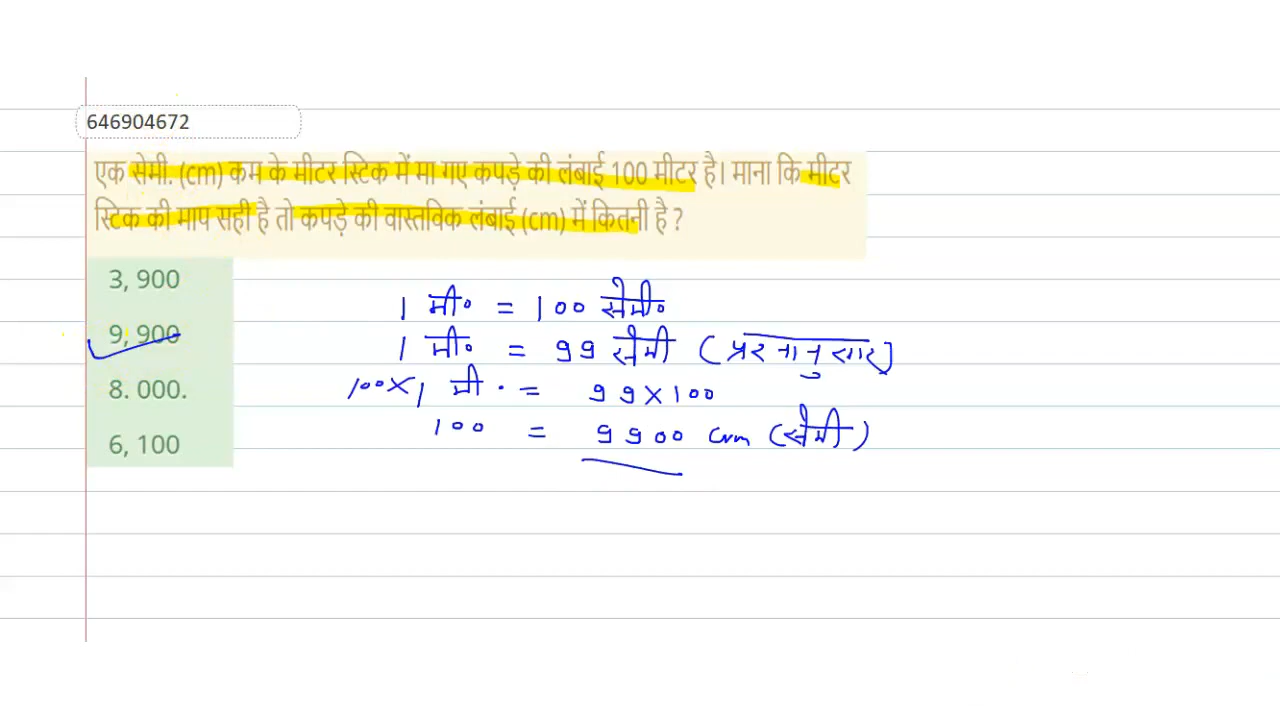 646904672
एक सेमी. (cm) कम के मीटर स्टिक में मा गए कपड़े की लंबाई 100 मीटर है। माना कि मीटर
स्टिक की माप सही है तो कपड़े की वास्तविक लंबाई (cm) में कितनी है ?
3, 900
9, 900
8. 000.
6, 100
1 मी० = 100 सेमी०
1 मी० = 99 सेमी (प्रश्नानुसार)
100×1 मी . = 99×100
100 = 9900 cm (सेमी)